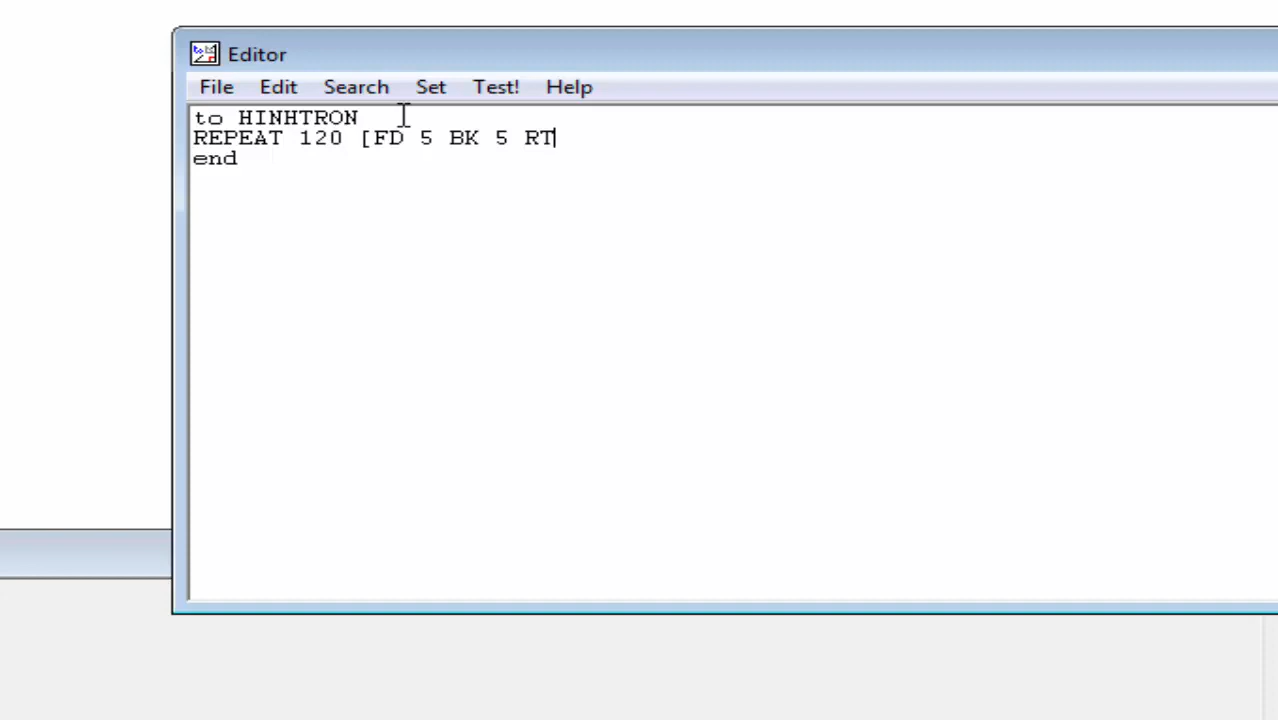 Editor
File Edit Search Set Test! Help
to HINHTRON
REPEAT 120 [FD 5 BK 5 RT
end